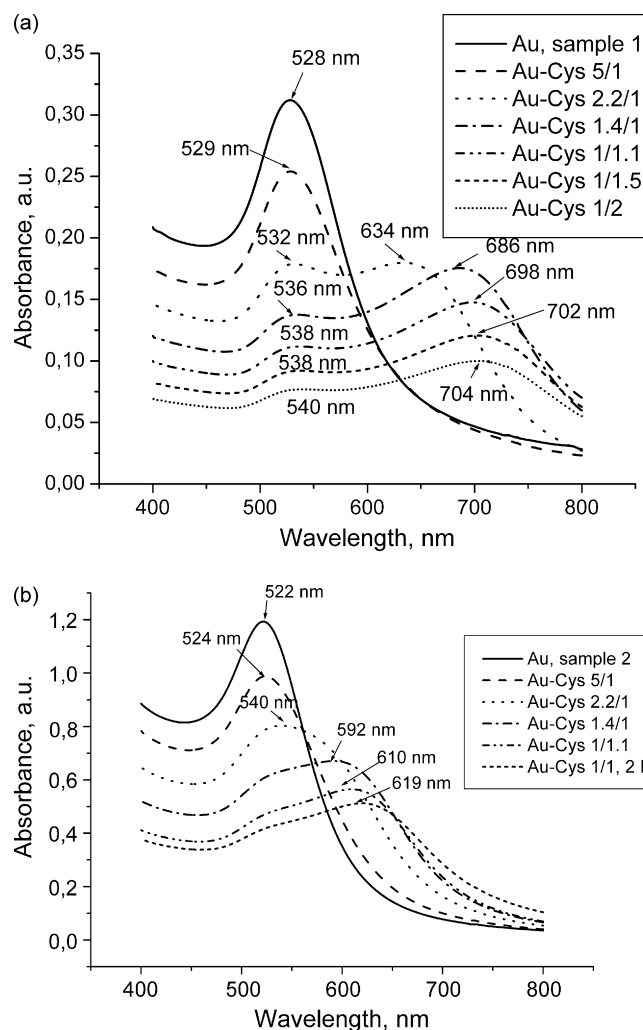 (a)
528 nm
529 nm
532 nm
634 nm
686 nm
698 nm
702 nm
536 nm
538 nm
538 nm
540 nm
704 nm
Au, sample 1
Au-Cys 5/1
Au-Cys 2.2/1
Au-Cys 1.4/1
Au-Cys 1/1.1
Au-Cys 1/1.5
Au-Cys 1/2
Absorbance, a.u.
0,35
0,30
0,25
0,20
0,15
0,10
0,05
0,00
400 500 600 700 800
Wavelength, nm
(b)
522 nm
524 nm
540 nm
592 nm
610 nm
619 nm
Au, sample 2
Au-Cys 5/1
Au-Cys 2.2/1
Au-Cys 1.4/1
Au-Cys 1/1.1
Au-Cys 1/1, 2
Absorbance, a.u.
1,2
1,0
0,8
0,6
0,4
0,2
0,0
400 500 600 700 800
Wavelength, nm